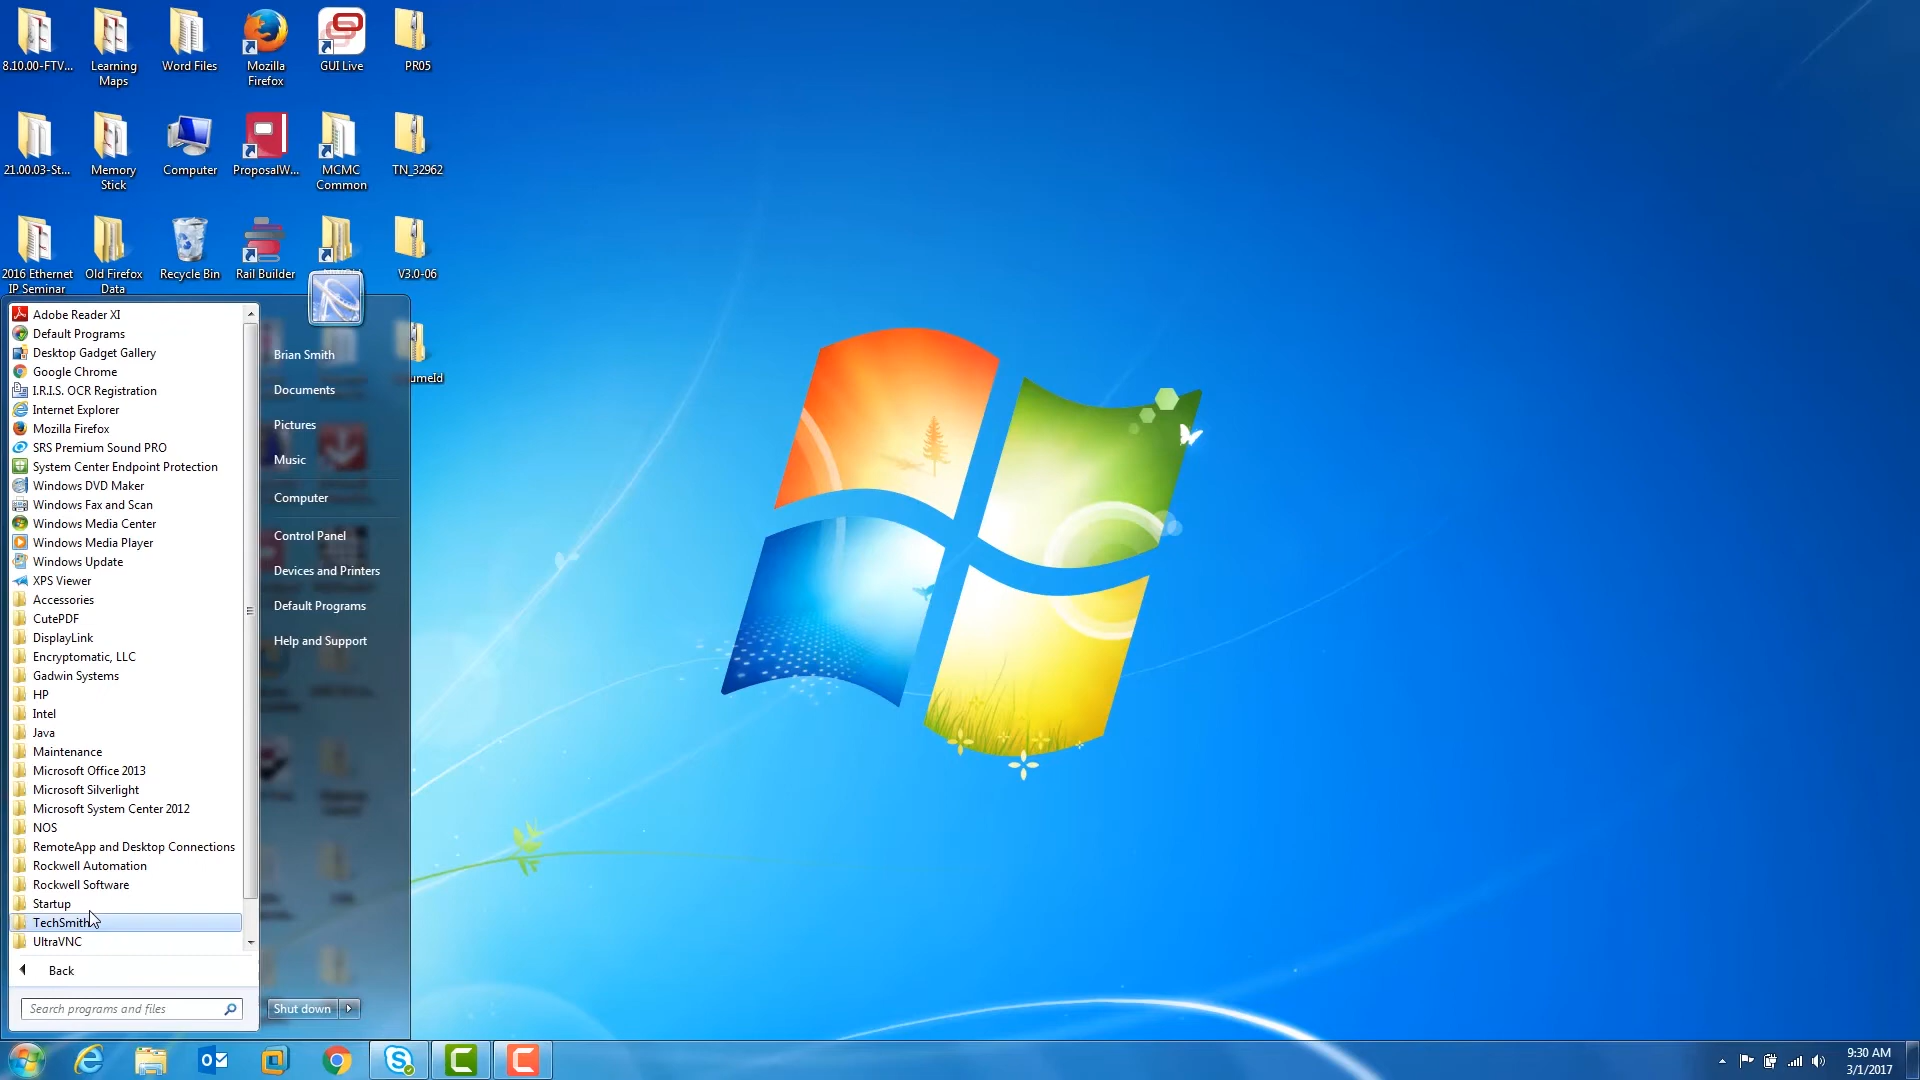 8.10.00-FTV...
Learning
Maps
Word Files
Mozilla
Firefox
GUI Live
PR05
21.00.03-St...
Memory
Stick
Computer
ProposalW...
MCMC
Common
TN_32962
2016 Ethernet
IP Seminar
Old Firefox
Data
Recycle Bin
Rail Builder
V3.0-06
umeId
Adobe Reader XI
Default Programs
Desktop Gadget Gallery
Google Chrome
I.R.I.S. OCR Registration
Internet Explorer
Mozilla Firefox
SRS Premium Sound PRO
System Center Endpoint Protection
Windows DVD Maker
Windows Fax and Scan
Windows Media Center
Windows Media Player
Windows Update
XPS Viewer
Accessories
CutePDF
DisplayLink
Encryptomatic, LLC
Gadwin Systems
HP
Intel
Java
Maintenance
Microsoft Office 2013
Microsoft Silverlight
Microsoft System Center 2012
NOS
RemoteApp and Desktop Connections
Rockwell Automation
Rockwell Software
Startup
TechSmith
UltraVNC
Back
Search programs and files
Brian Smith
Documents
Pictures
Music
Computer
Control Panel
Devices and Printers
Default Programs
Help and Support
Shut down
9:30 AM
3/1/2017